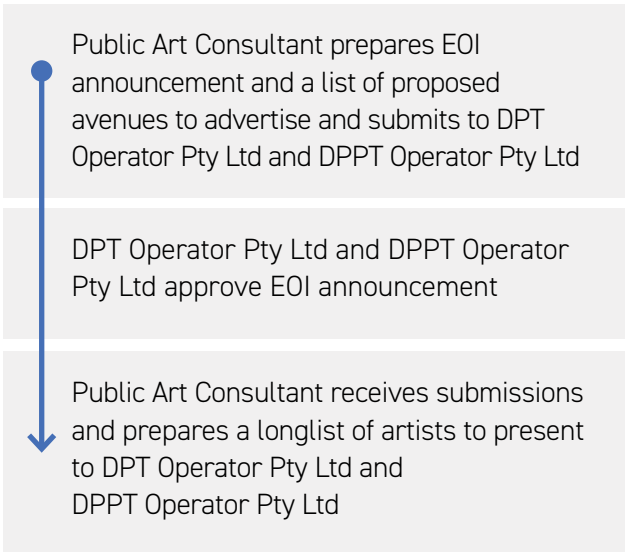 Public Art Consultant prepares EOI
announcement and a list of proposed
avenues to advertise and submits to DPT
Operator Pty Ltd and DPPT Operator Pty Ltd
DPT Operator Pty Ltd and DPPT Operator
Pty Ltd approve EOI announcement
Public Art Consultant receives submissions
and prepares a longlist of artists to present
to DPT Operator Pty Ltd and
DPPT Operator Pty Ltd